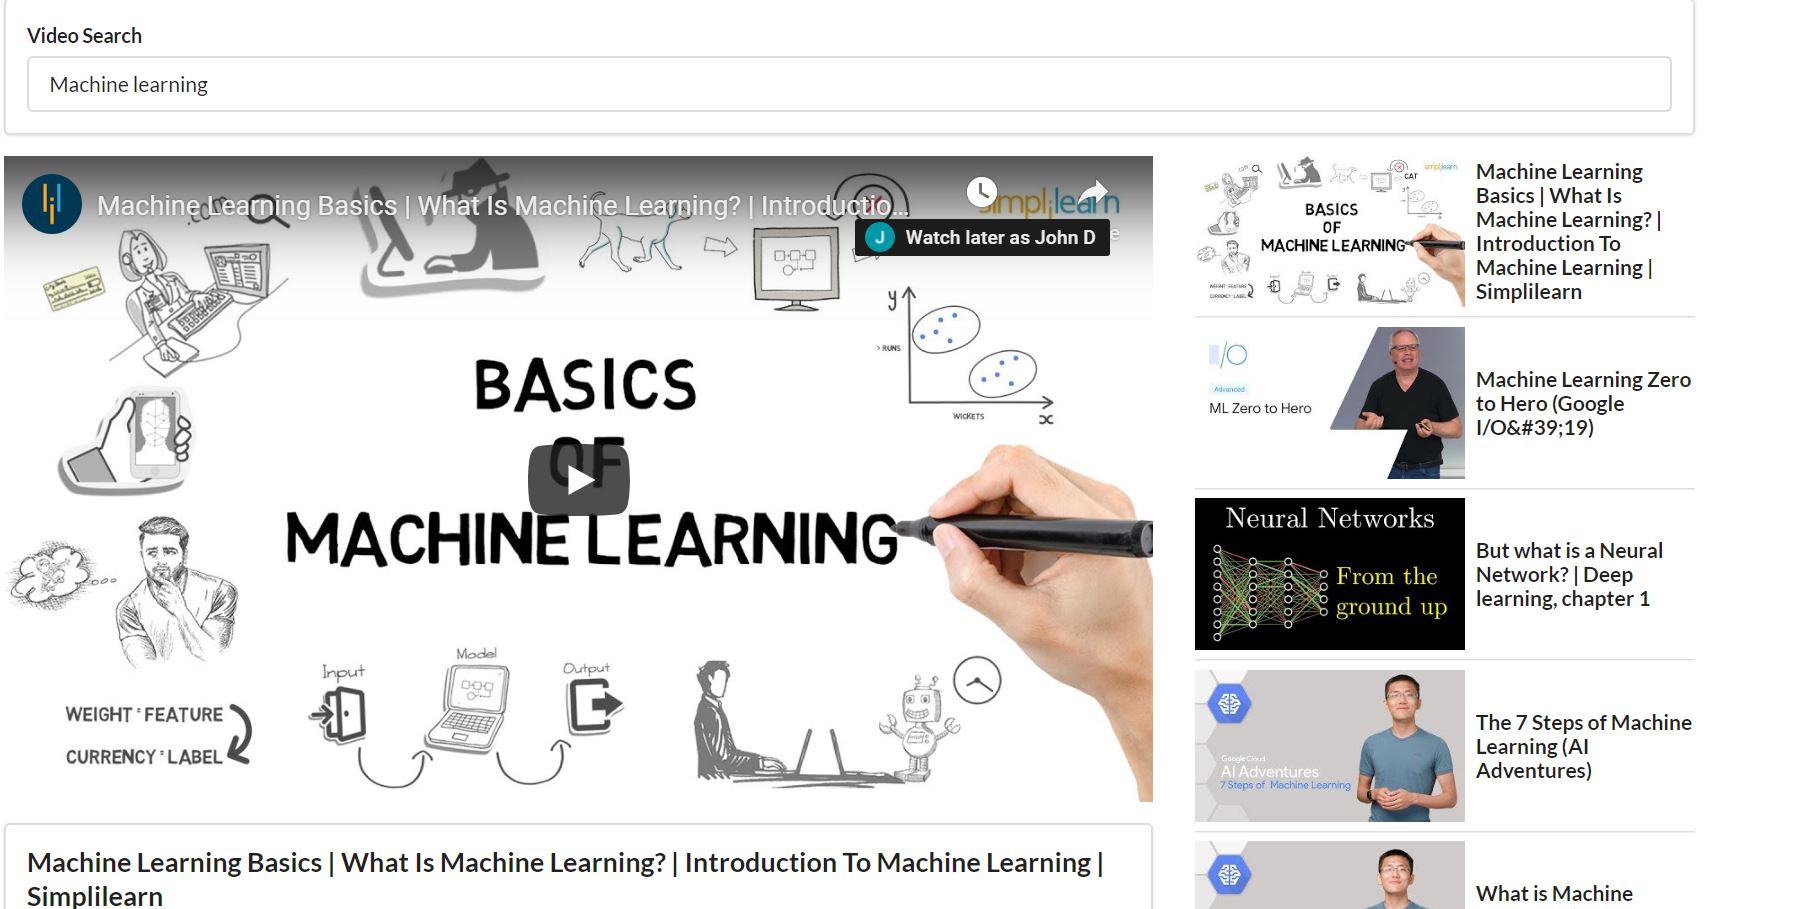 Video Search
Machine learning
Machine Learning Basics | What Is Machine Learning? | Introductio...
simplilearn
J Watch later as John D
.com
y
> RUNS
WICKETS
x
BASICS
OF
MACHINE LEARNING
Input
Model
Output
WEIGHT = FEATURE
CURRENCY = LABEL
Machine Learning Basics | What Is Machine Learning? | Introduction To Machine Learning |
Simplilearn
simplilearn
CAT
BASICS
OF
MACHINE LEARNING
WEIGHT = FEATURE
CURRENCY = LABEL
Machine Learning
Basics | What Is
Machine Learning? |
Introduction To
Machine Learning |
Simplilearn
I/O
Advanced
ML Zero to Hero
Machine Learning Zero
to Hero (Google
I/O&#39;19)
Neural Networks
From the
ground up
But what is a Neural
Network? | Deep
learning, chapter 1
Google Cloud
AI Adventures
7 Steps of Machine Learning
The 7 Steps of Machine
Learning (AI
Adventures)
What is Machine